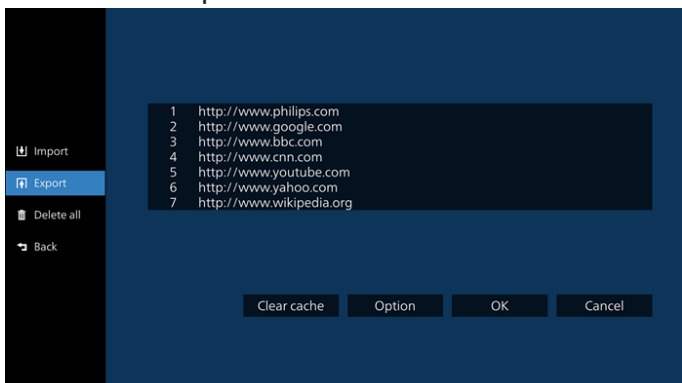 Import
Export
Delete all
Back
1 http://www.philips.com
2 http://www.google.com
3 http://www.bbc.com
4 http://www.cnn.com
5 http://www.youtube.com
6 http://www.yahoo.com
7 http://www.wikipedia.org
Clear cache Option OK Cancel